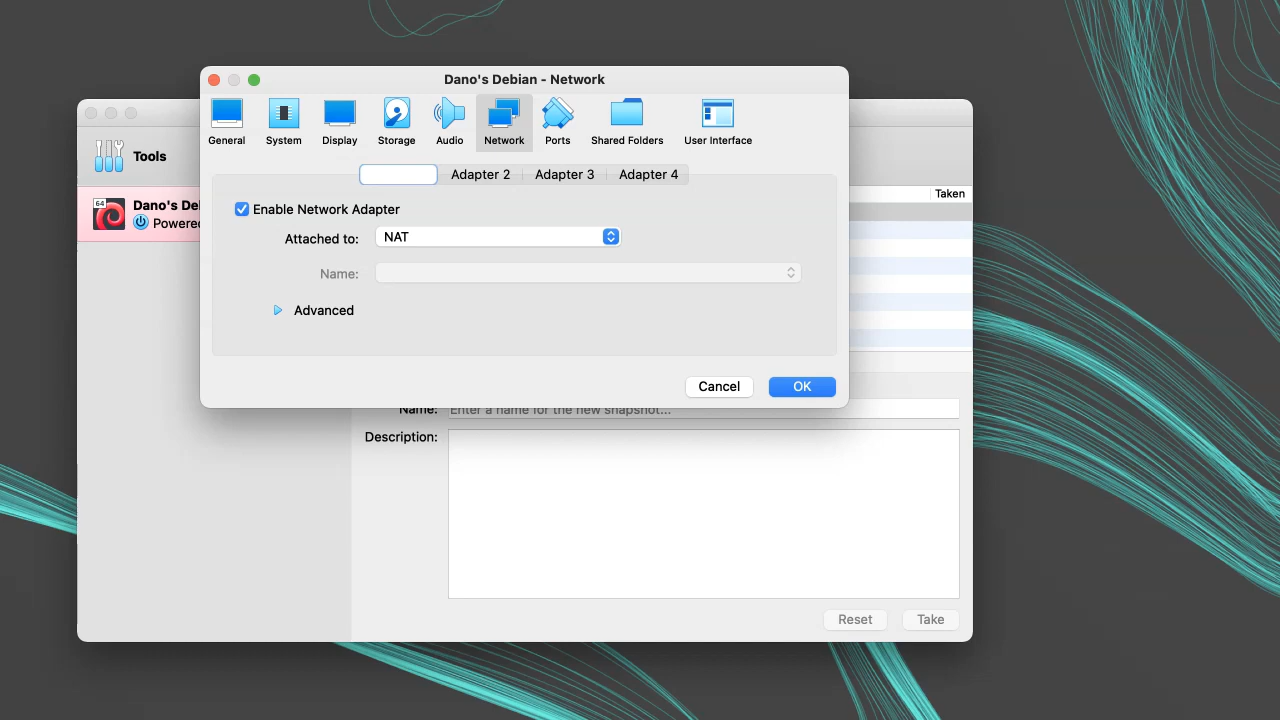 Dano's Debian - Network
General
System
Display
Storage
Audio
Network
Ports
Shared Folders
User Interface
Tools
Adapter 2
Adapter 3
Adapter 4
Taken
64
Dano's
Powered
Enable Network Adapter
Attached to:
NAT
Name:
Advanced
Cancel
OK
Name:
Enter a name for the new snapshot...
Description:
Reset
Take